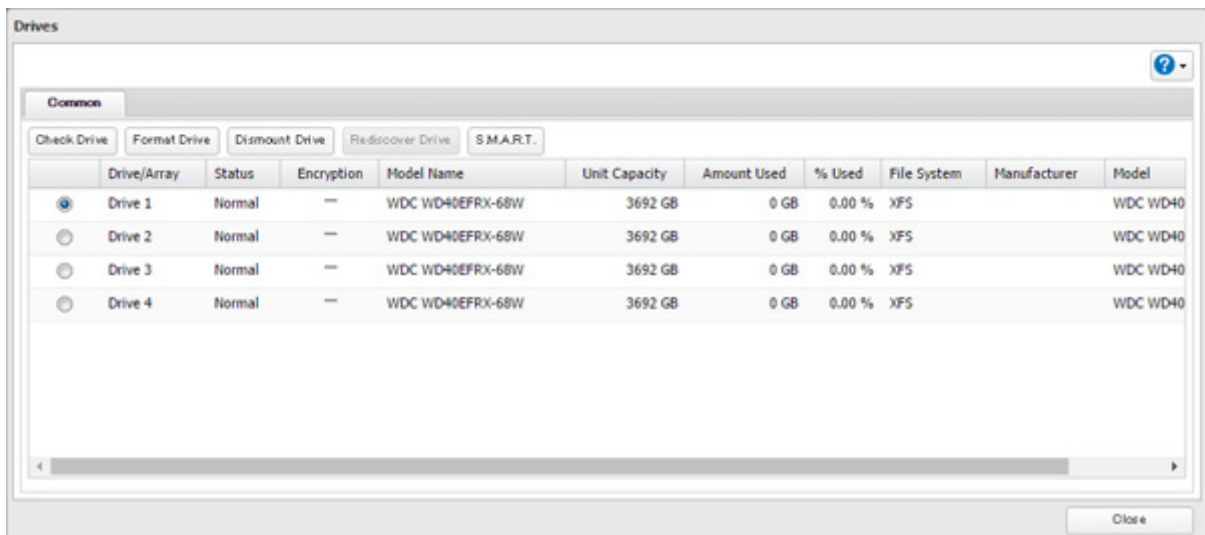 Drives
?
Common
Check Drive Format Drive Dismount Drive Rediscover Drive S.M.A.R.T.
Drive/Array Status Encryption Model Name Unit Capacity Amount Used % Used File System Manufacturer Model
Drive 1 Normal — WDC WD40EFRX-68W 3692 GB 0 GB 0.00 % XFS WDC WD40
Drive 2 Normal — WDC WD40EFRX-68W 3692 GB 0 GB 0.00 % XFS WDC WD40
Drive 3 Normal — WDC WD40EFRX-68W 3692 GB 0 GB 0.00 % XFS WDC WD40
Drive 4 Normal — WDC WD40EFRX-68W 3692 GB 0 GB 0.00 % XFS WDC WD40
Close